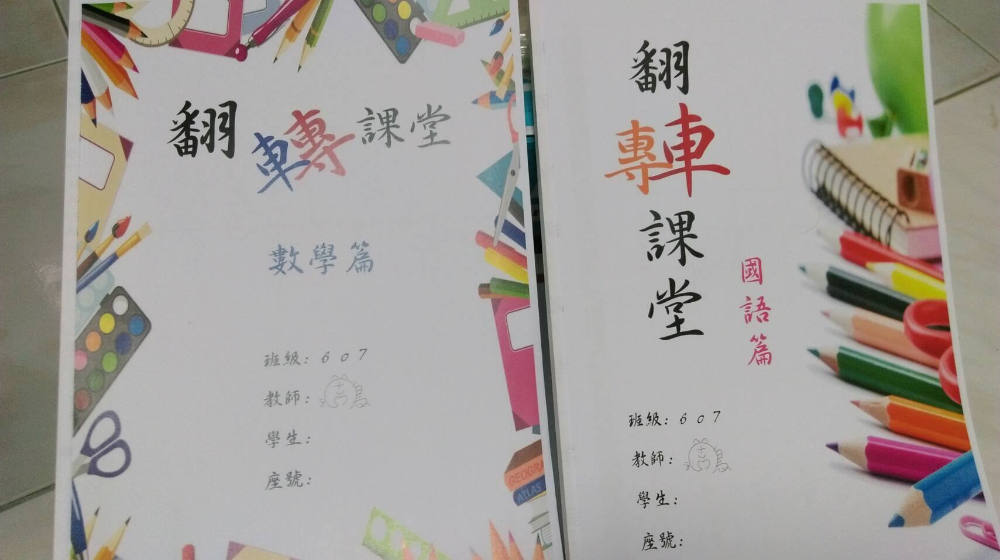 翻轉課堂
數學篇
班級：607
教師：
學生：
座號：
GEOGRA
ATLAS
翻轉課堂
國語篇
班級：607
教師：
學生：
座號：